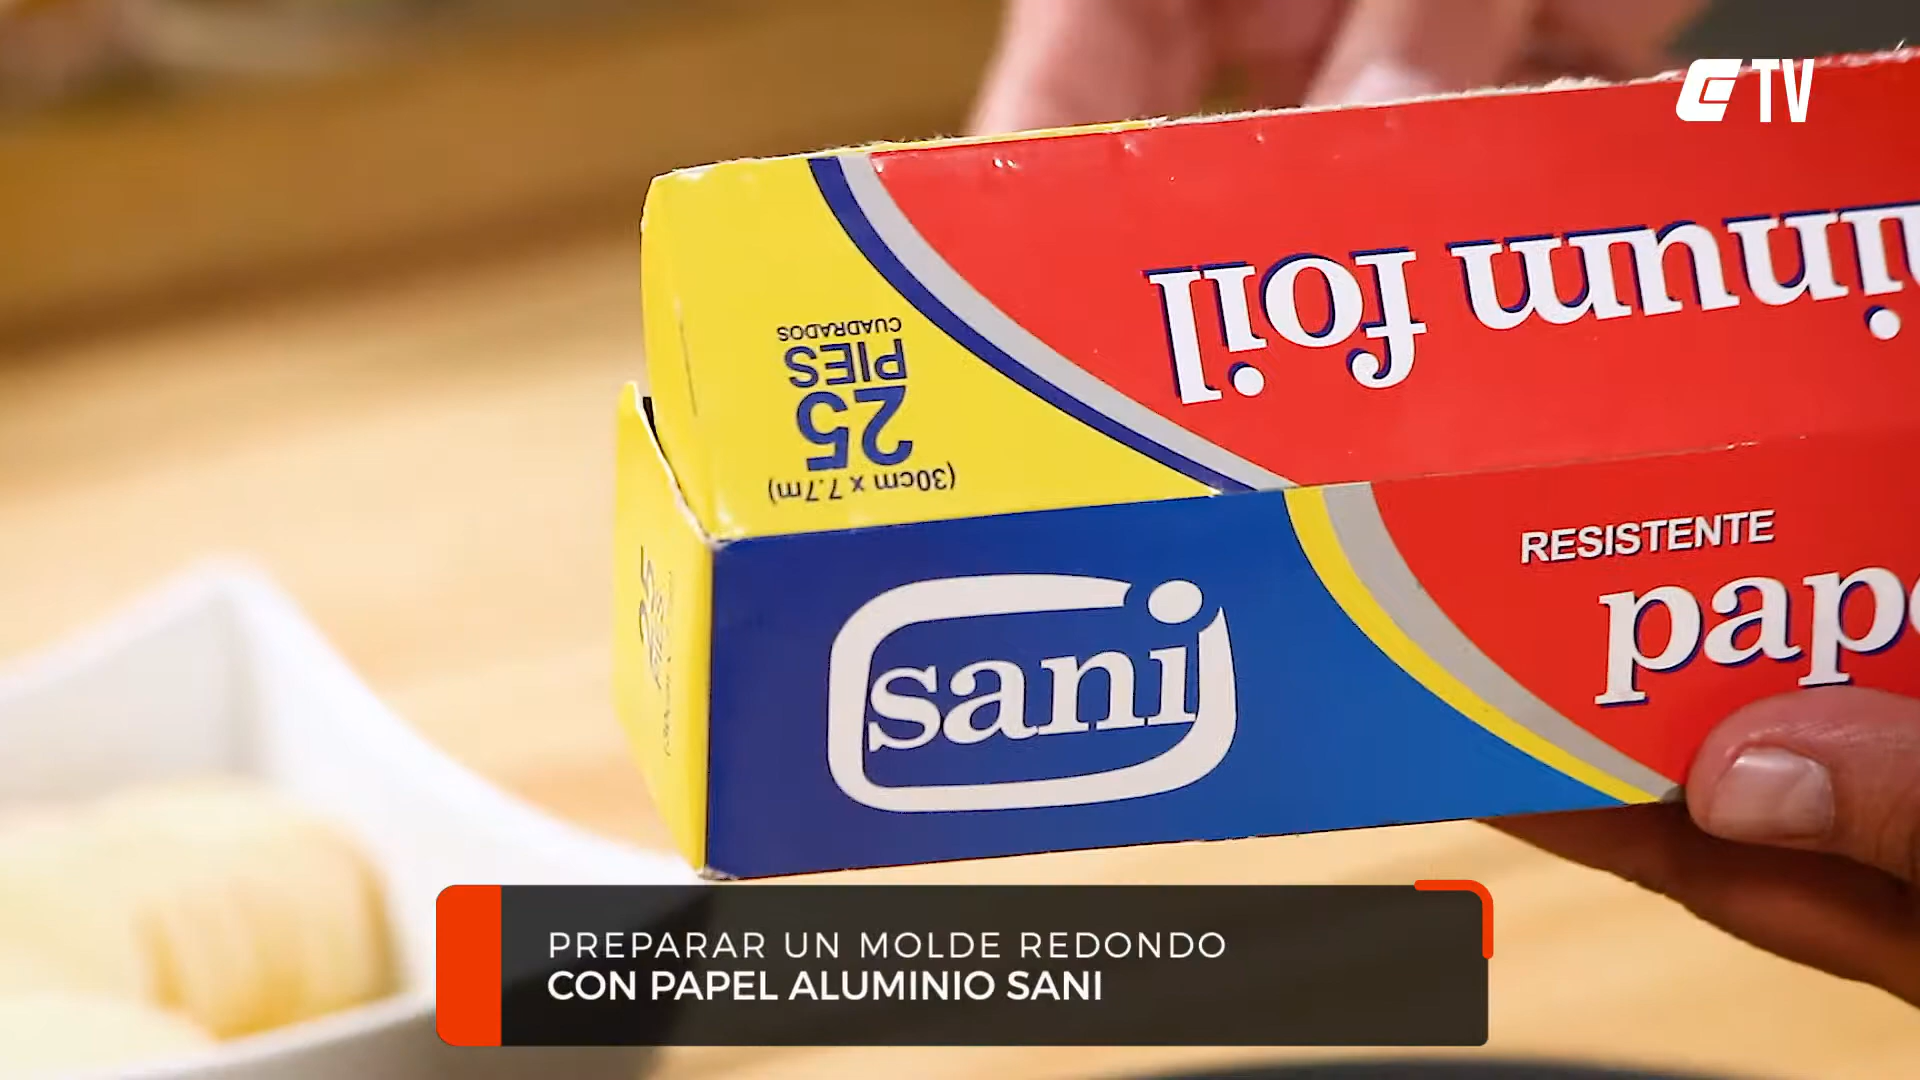 TV
inum foil
CUADRADOS
PIES
25
(30cm x 7.7m)
RESISTENTE
pap
sani
25
PREPARAR UN MOLDE REDONDO
CON PAPEL ALUMINIO SANI